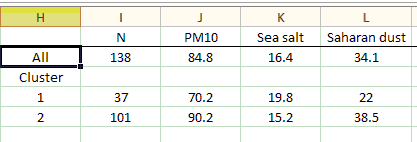 H I J K L
N PM10 Sea salt Saharan dust
All 138 84.8 16.4 34.1
Cluster
1 37 70.2 19.8 22
2 101 90.2 15.2 38.5